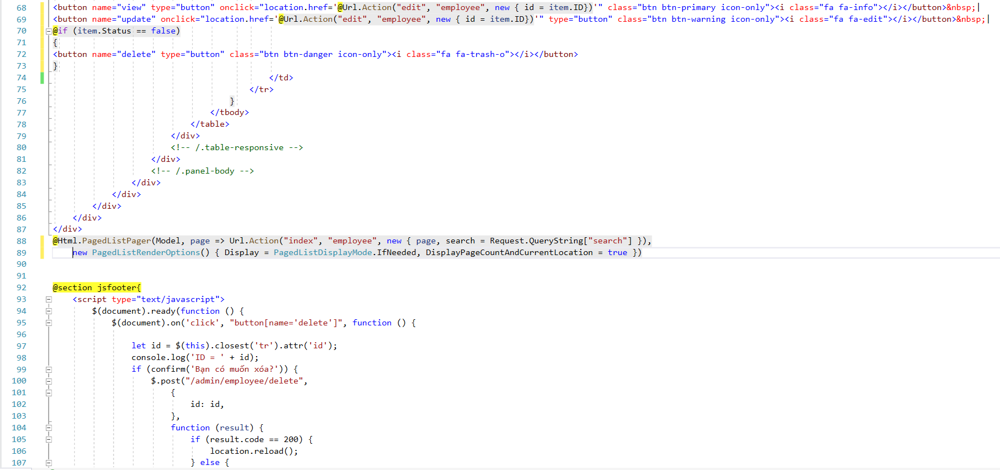 68 <button name="view" type="button" onclick="location.href='@Url.Action("edit", "employee", new { id = item.ID})'" class="btn btn-primary icon-only"><i class="fa fa-info"></i></button>&nbsp;|
69 <button name="update" onclick="location.href='@Url.Action("edit", "employee", new { id = item.ID})'" type="button" class="btn btn-warning icon-only"><i class="fa fa-edit"></i></button>&nbsp;|
70 @if (item.Status == false)
71 {
72 <button name="delete" type="button" class="btn btn-danger icon-only"><i class="fa fa-trash-o"></i></button>
73 }
74 </td>
75 </tr>
76 }
77 </tbody>
78 </table>
79 </div>
80 <!-- /.table-responsive -->
81 </div>
82 <!-- /.panel-body -->
83 </div>
84 </div>
85 </div>
86 </div>
87 </div>
88 @Html.PagedListPager(Model, page => Url.Action("index", "employee", new { page, search = Request.QueryString["search"] }),
89 new PagedListRenderOptions() { Display = PagedListDisplayMode.IfNeeded, DisplayPageCountAndCurrentLocation = true })
90
91
92 @section jsfooter{
93 <script type="text/javascript">
94 $(document).ready(function () {
95 $(document).on('click', "button[name='delete']", function () {
96
97 let id = $(this).closest('tr').attr('id');
98 console.log('ID = ' + id);
99 if (confirm('Bạn có muốn xóa?')) {
100 $.post("/admin/employee/delete",
101 {
102 id: id,
103 },
104 function (result) {
105 if (result.code == 200) {
106 location.reload();
107 } else {